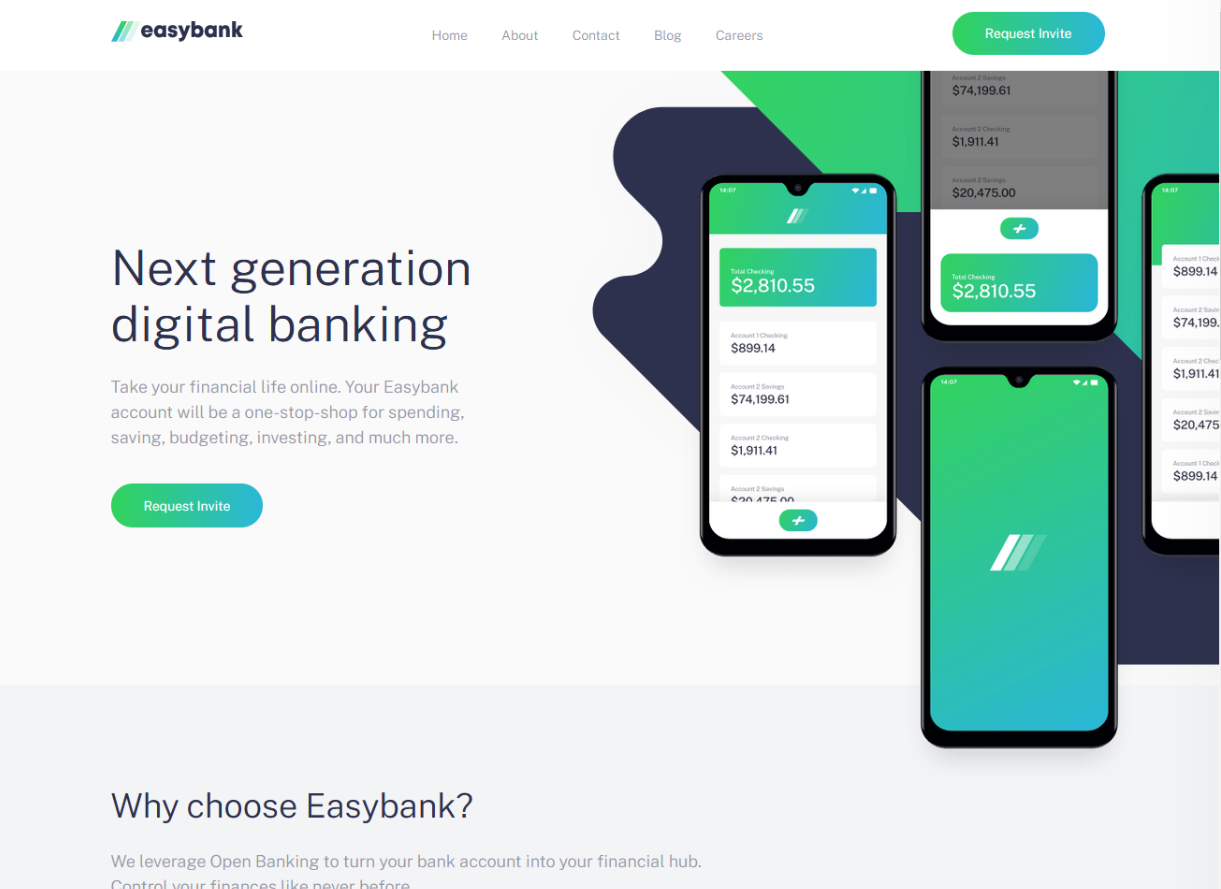 easybank
Home
About
Contact
Blog
Careers
Request Invite
Next generation
digital banking
Take your financial life online. Your Easybank
account will be a one-stop-shop for spending,
saving, budgeting, investing, and much more.
Request Invite
14:07
Total Checking
$2,810.55
Account 1 Checking
$899.14
Account 2 Savings
$74,199.61
Account 2 Checking
$1,911.41
Account 2 Savings
$20,475.00
Account 2 Savings
$74,199.61
Account 2 Checking
$1,911.41
Account 2 Savings
$20,475.00
Total Checking
$2,810.55
14:07
14:07
Account 1 Check
$899.14
Account 2 Savin
$74,199.
Account 2 Chec
$1,911.41
Account 2 Savin
$20,475
Account 1 Check
$899.14
Why choose Easybank?
We leverage Open Banking to turn your bank account into your financial hub.
Control your finances like never before